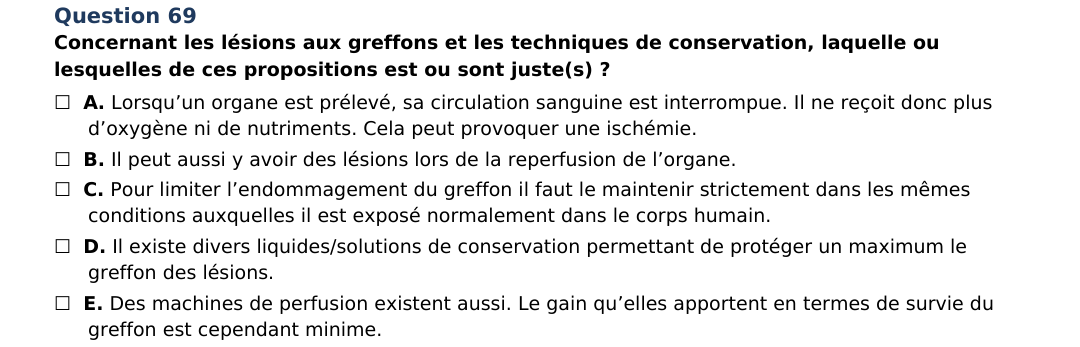 Question 69
Concernant les lésions aux greffons et les techniques de conservation, laquelle ou
lesquelles de ces propositions est ou sont juste(s) ?
☐ A. Lorsqu’un organe est prélevé, sa circulation sanguine est interrompue. Il ne reçoit donc plus
d’oxygène ni de nutriments. Cela peut provoquer une ischémie.
☐ B. Il peut aussi y avoir des lésions lors de la reperfusion de l’organe.
☐ C. Pour limiter l’endommagement du greffon il faut le maintenir strictement dans les mêmes
conditions auxquelles il est exposé normalement dans le corps humain.
☐ D. Il existe divers liquides/solutions de conservation permettant de protéger un maximum le
greffon des lésions.
☐ E. Des machines de perfusion existent aussi. Le gain qu’elles apportent en termes de survie du
greffon est cependant minime.